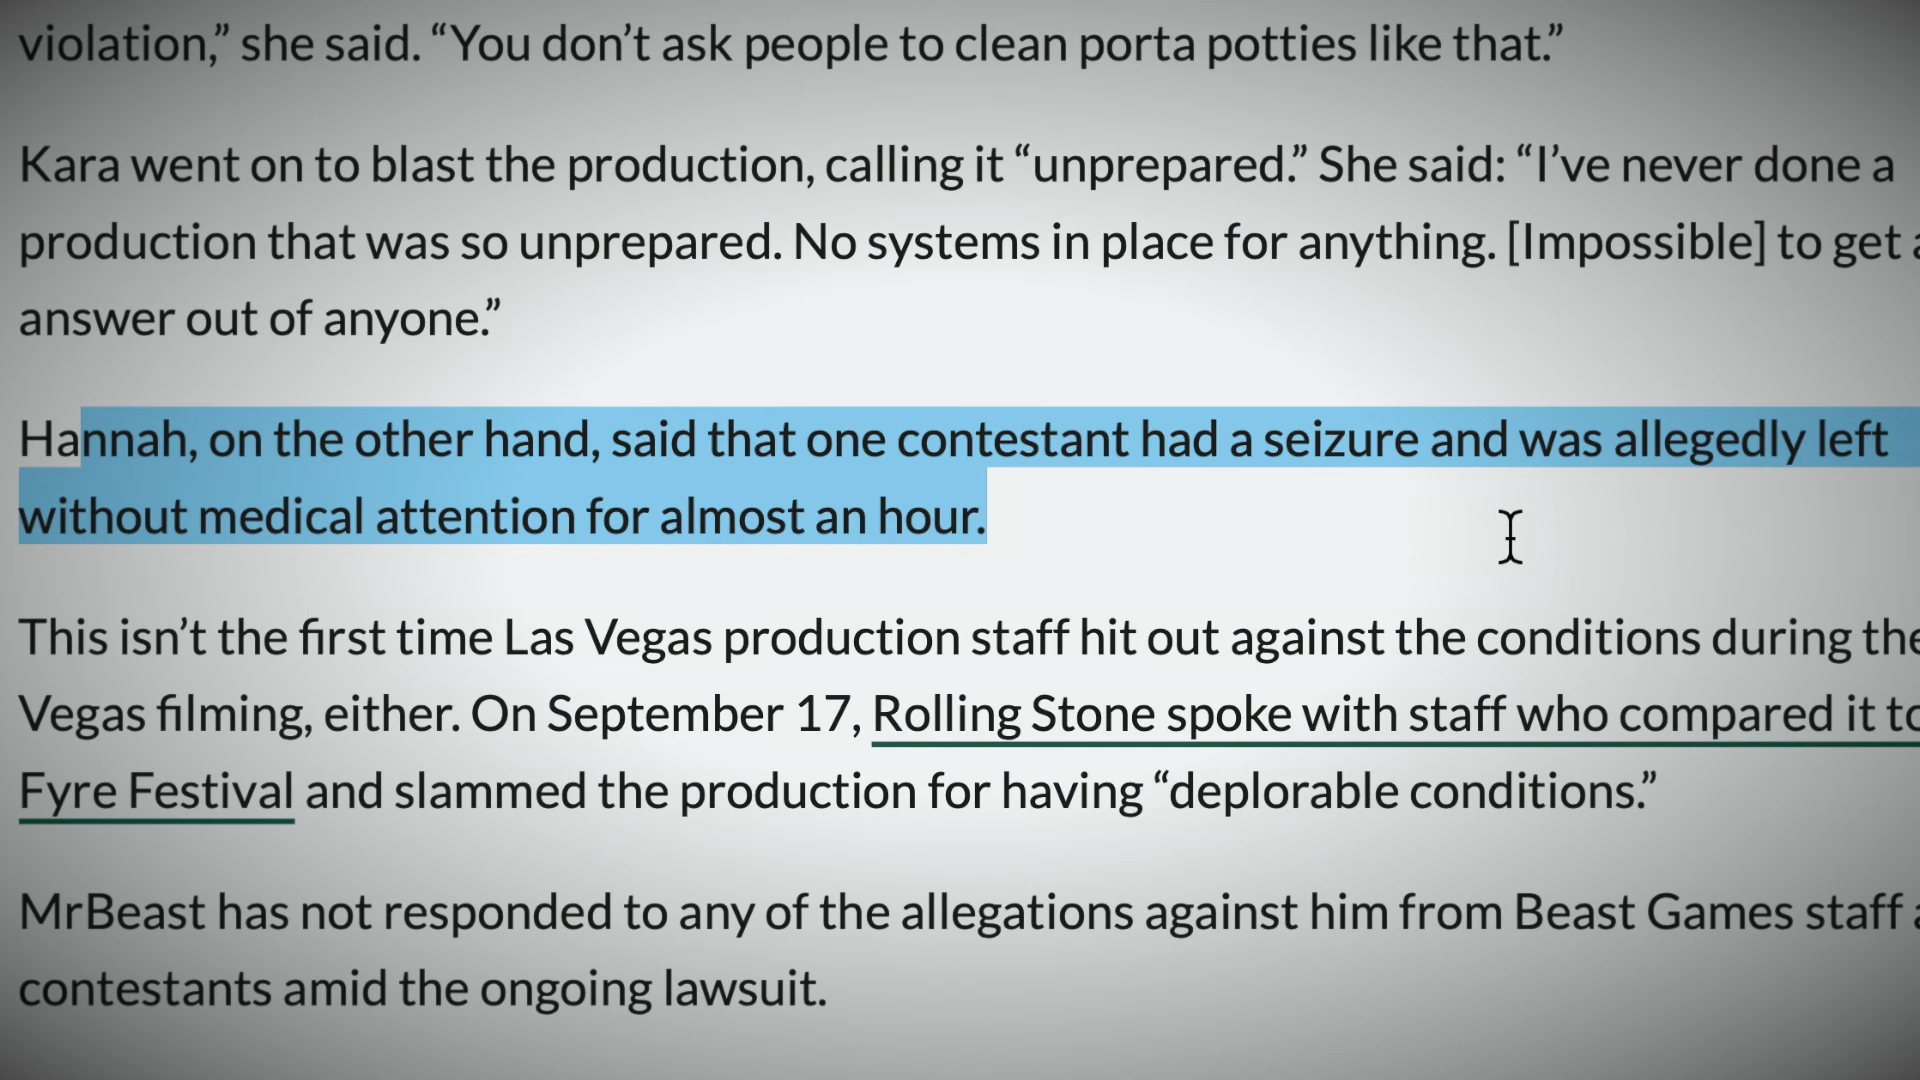 violation,” she said. “You don’t ask people to clean porta potties like that.”
Kara went on to blast the production, calling it “unprepared.” She said: “I’ve never done a
production that was so unprepared. No systems in place for anything. [Impossible] to get
answer out of anyone.”
Hannah, on the other hand, said that one contestant had a seizure and was allegedly left
without medical attention for almost an hour.
This isn’t the first time Las Vegas production staff hit out against the conditions during the
Vegas filming, either. On September 17, Rolling Stone spoke with staff who compared it to
Fyre Festival and slammed the production for having “deplorable conditions.”
MrBeast has not responded to any of the allegations against him from Beast Games staff
contestants amid the ongoing lawsuit.